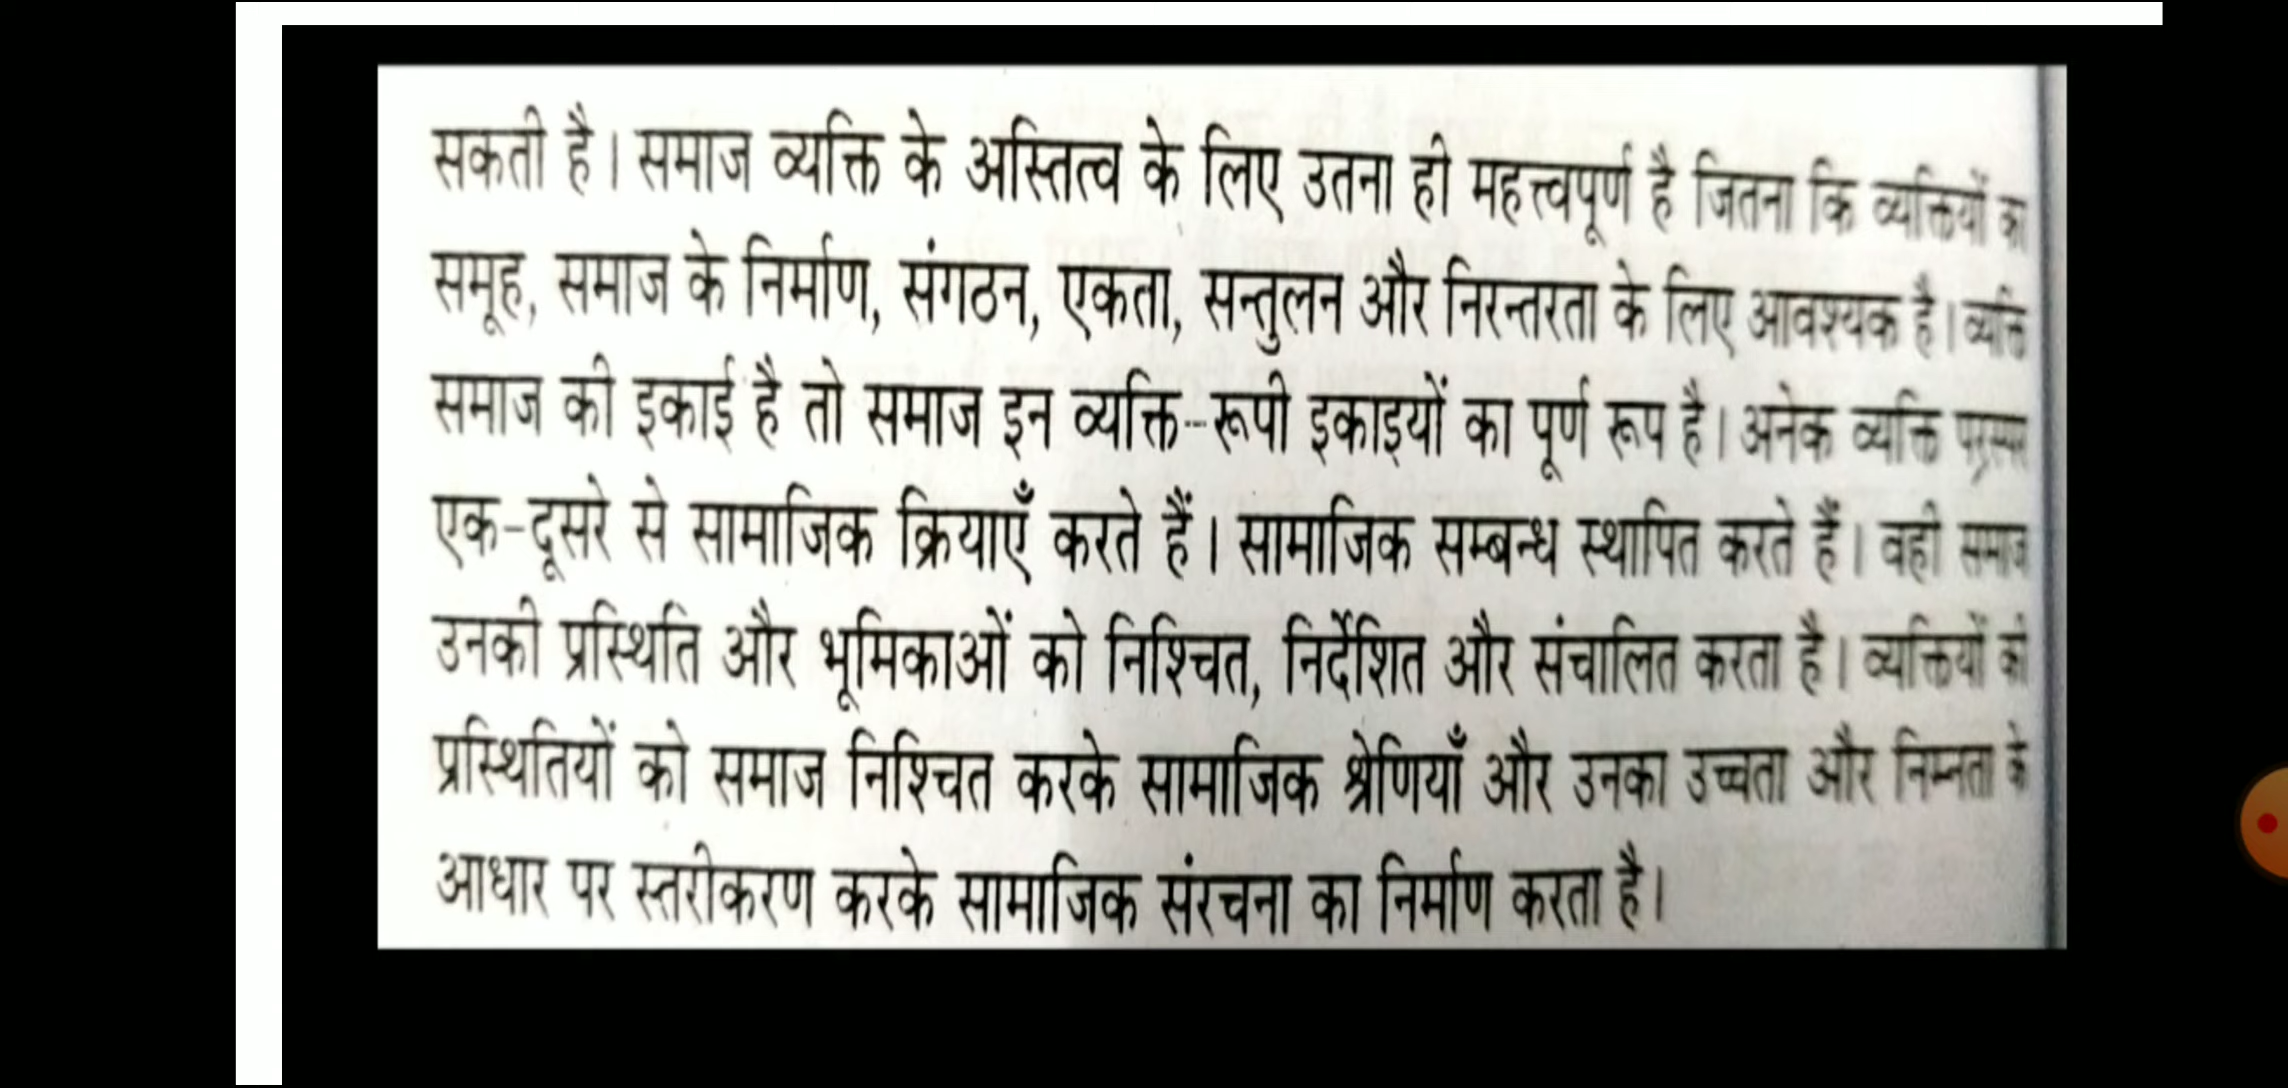 सकती है। समाज व्यक्ति के अस्तित्व के लिए उतना ही महत्त्वपूर्ण है जितना कि व्यक्तियों का
समूह, समाज के निर्माण, संगठन, एकता, सन्तुलन और निरन्तरता के लिए आवश्यक है। व्यक्ति
समाज की इकाई है तो समाज इन व्यक्ति--रूपी इकाइयों का पूर्ण रूप है। अनेक व्यक्ति परस्पर
एक-दूसरे से सामाजिक क्रियाएँ करते हैं। सामाजिक सम्बन्ध स्थापित करते हैं। वही समाज
उनकी प्रस्थिति और भूमिकाओं को निश्चित, निर्देशित और संचालित करता है। व्यक्तियों की
प्रस्थितियों को समाज निश्चित करके सामाजिक श्रेणियाँ और उनका उच्चता और निम्नता के
आधार पर स्तरीकरण करके सामाजिक संरचना का निर्माण करता है।